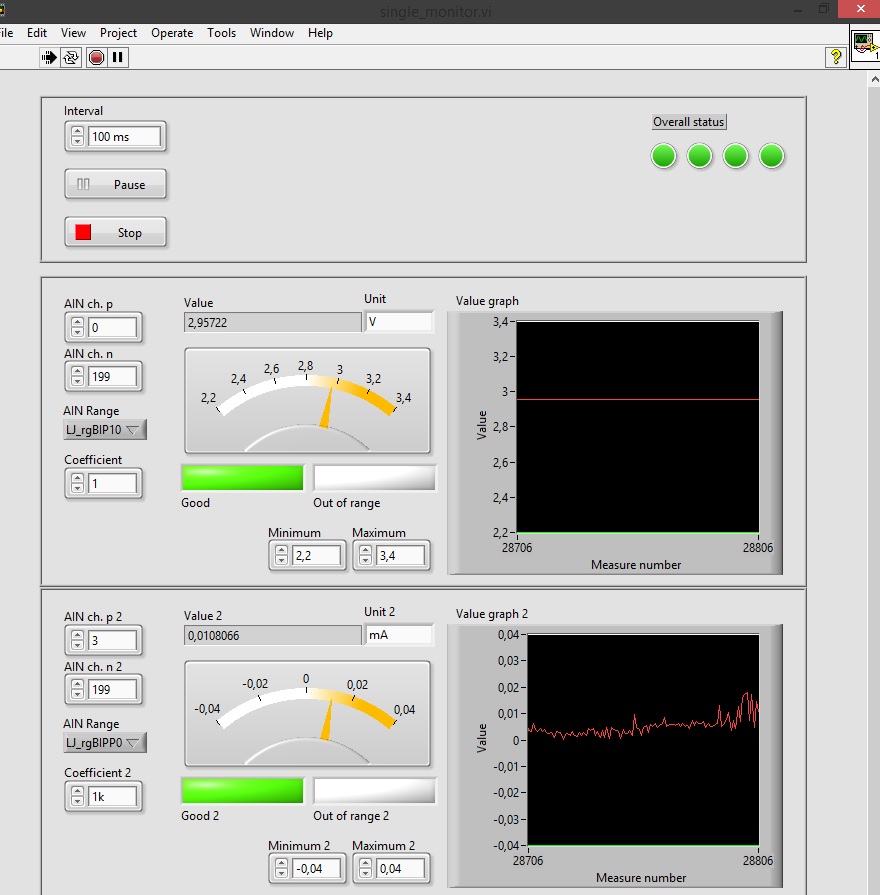 single_monitor.vi
ile Edit View Project Operate Tools Window Help
Interval
100 ms
Pause
Stop
Overall status
AIN ch. p
0
AIN ch. n
199
AIN Range
LJ_rgBIP10
Coefficient
1
Value
2,95722
Unit
V
2,2 2,4 2,6 2,8 3 3,2 3,4
Good
Out of range
Minimum
2,2
Maximum
3,4
Value graph
Value
3,4
3,2
3
2,8
2,6
2,4
2,2
28706 28806
Measure number
AIN ch. p 2
3
AIN ch. n 2
199
AIN Range
LJ_rgBIPP0
Coefficient 2
1k
Value 2
0,0108066
Unit 2
mA
-0,04 -0,02 0 0,02 0,04
Good 2
Out of range 2
Minimum 2
-0,04
Maximum 2
0,04
Value graph 2
Value
0,04
0,03
0,02
0,01
0
-0,01
-0,02
-0,03
-0,04
28706 28806
Measure number